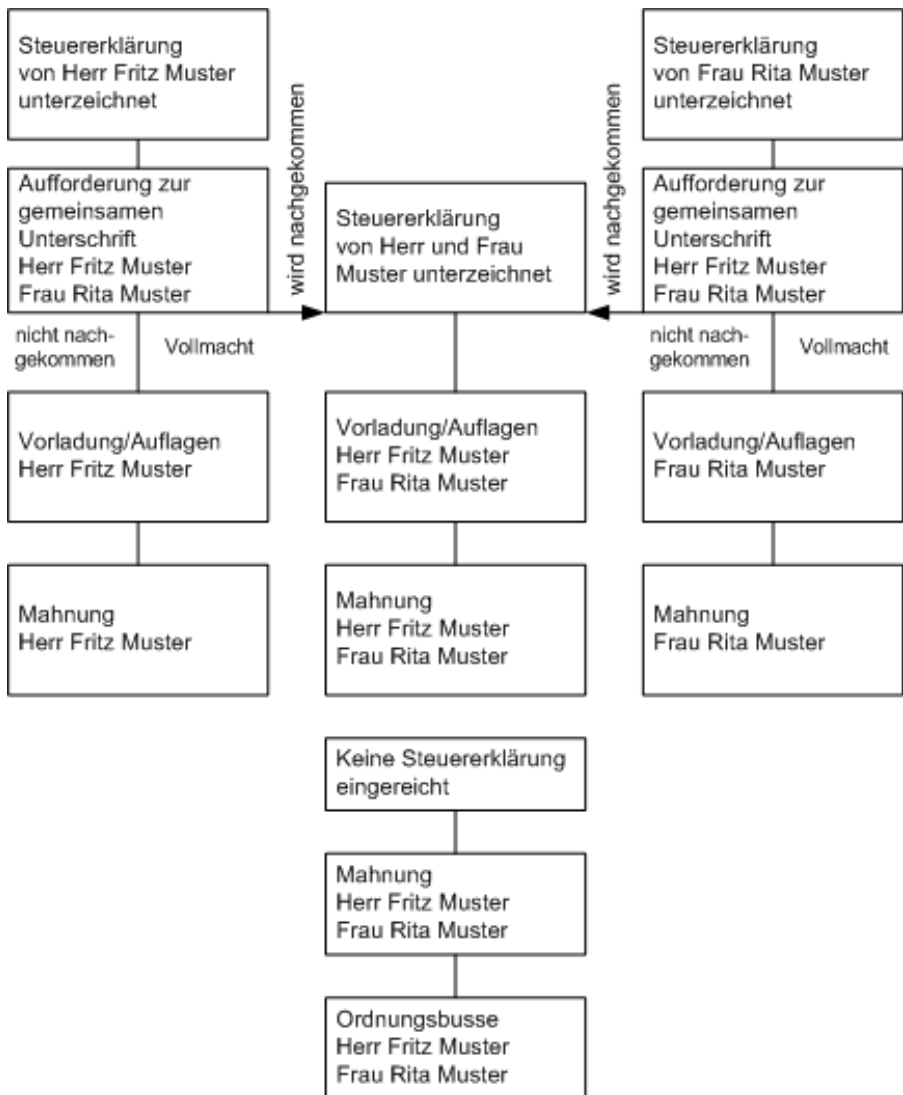 Steuererklärung
von Herr Fritz Muster
unterzeichnet
Aufforderung zur
gemeinsamen
Unterschrift
Herr Fritz Muster
Frau Rita Muster
wird nachgekommen
Steuererklärung
von Herr und Frau
Muster unterzeichnet
wird nachgekommen
Steuererklärung
von Frau Rita Muster
unterzeichnet
Aufforderung zur
gemeinsamen
Unterschrift
Herr Fritz Muster
Frau Rita Muster
nicht nach-
gekommen
Vollmacht
nicht nach-
gekommen
Vollmacht
Vorladung/Auflagen
Herr Fritz Muster
Vorladung/Auflagen
Herr Fritz Muster
Frau Rita Muster
Vorladung/Auflagen
Frau Rita Muster
Mahnung
Herr Fritz Muster
Mahnung
Herr Fritz Muster
Frau Rita Muster
Mahnung
Frau Rita Muster
Keine Steuererklärung
eingereicht
Mahnung
Herr Fritz Muster
Frau Rita Muster
Ordnungsbusse
Herr Fritz Muster
Frau Rita Muster